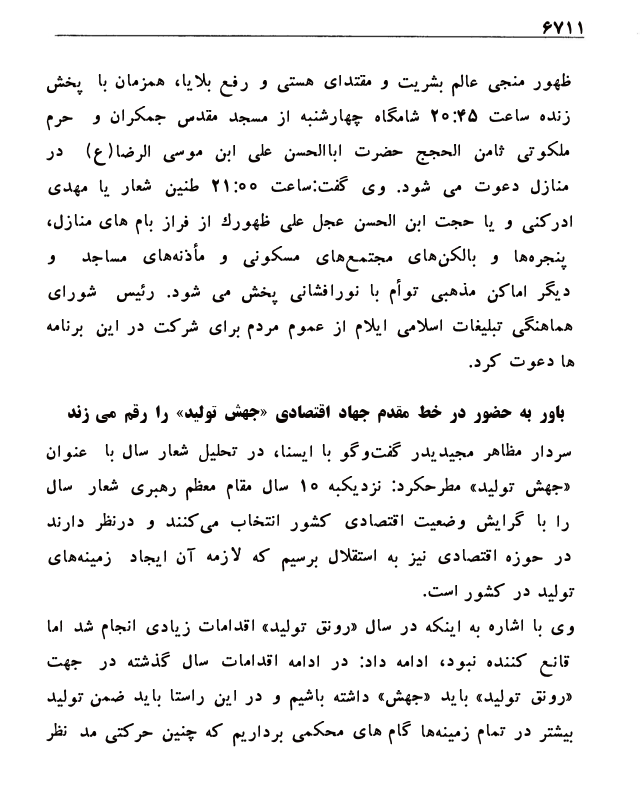 ۶۷۱۱
ظهور منجی عالم بشریت و مقتدای هستی و رفع بلایا، همزمان با پخش
زنده ساعت ۲۰:۴۵ شامگاه چهارشنبه از مسجد مقدس جمکران و حرم
ملکوتی ثامن الحجج حضرت اباالحسن علی ابن موسی الرضا(ع) در
منازل دعوت می شود. وی گفت:ساعت ۲۱:۰۰ طنین شعار یا مهدی
ادرکنی و یا حجت ابن الحسن عجل علی ظهورك از فراز بام های منازل،
پنجره‌ها و بالکن‌های مجتمع‌های مسکونی و مأذنه‌های مساجد و
دیگر اماکن مذهبی توأم با نورافشانی پخش می شود. رئیس شورای
هماهنگی تبلیغات اسلامی ایلام از عموم مردم برای شرکت در این برنامه
ها دعوت کرد.
باور به حضور در خط مقدم جهاد اقتصادی «جهش تولید» را رقم می زند
سردار مظاهر مجیدیدر گفت‌وگو با ایسنا، در تحلیل شعار سال با عنوان
«جهش تولید» مطرحکرد: نزدیکبه ۱۰ سال مقام معظم رهبری شعار سال
را با گرایش وضعیت اقتصادی کشور انتخاب می‌کنند و درنظر دارند
در حوزه اقتصادی نیز به استقلال برسیم که لازمه آن ایجاد زمینه‌های
تولید در کشور است.
وی با اشاره به اینکه در سال «رونق تولید» اقدامات زیادی انجام شد اما
قانع کننده نبود، ادامه داد: در ادامه اقدامات سال گذشته در جهت
«رونق تولید» باید «جهش» داشته باشیم و در این راستا باید ضمن تولید
بیشتر در تمام زمینه‌ها گام های محکمی برداریم که چنین حرکتی مد نظر